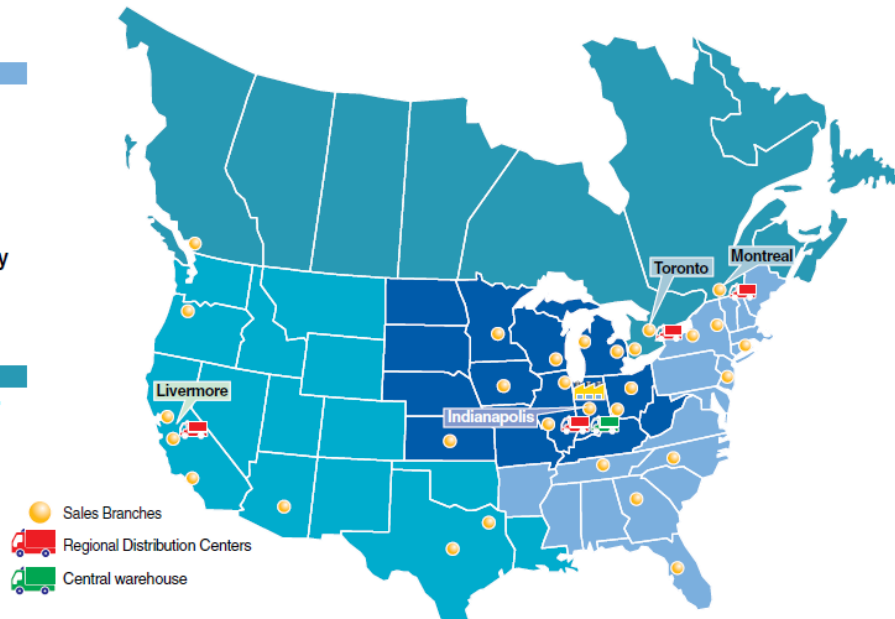 y
Toronto
Montreal
Livermore
Indianapolis
Sales Branches
Regional Distribution Centers
Central warehouse